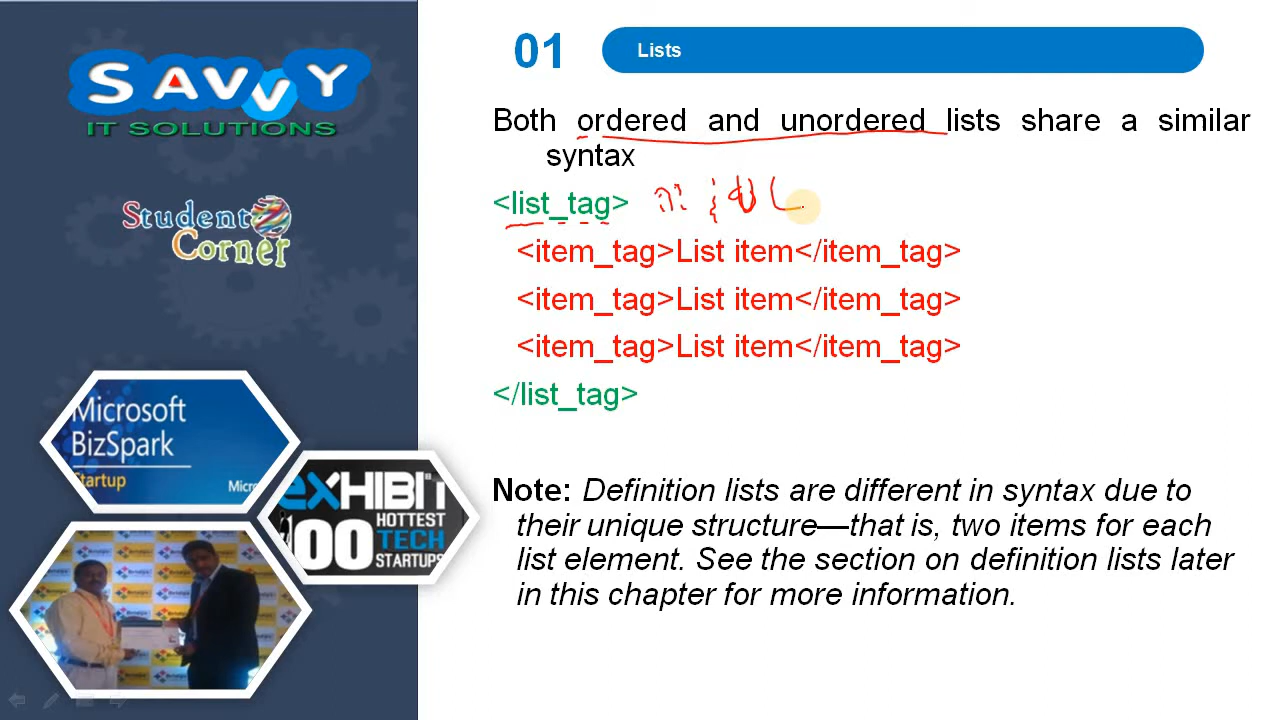 SAVVY
IT SOLUTIONS
Student
Corner
Microsoft
BizSpark
Startup
EXHIBIT
100
HOTTEST
TECH
STARTUPS
01
Lists
Both ordered and unordered lists share a similar
syntax
<list_tag>
<item_tag>List item</item_tag>
<item_tag>List item</item_tag>
<item_tag>List item</item_tag>
</list_tag>
Note: Definition lists are different in syntax due to
their unique structure—that is, two items for each
list element. See the section on definition lists later
in this chapter for more information.